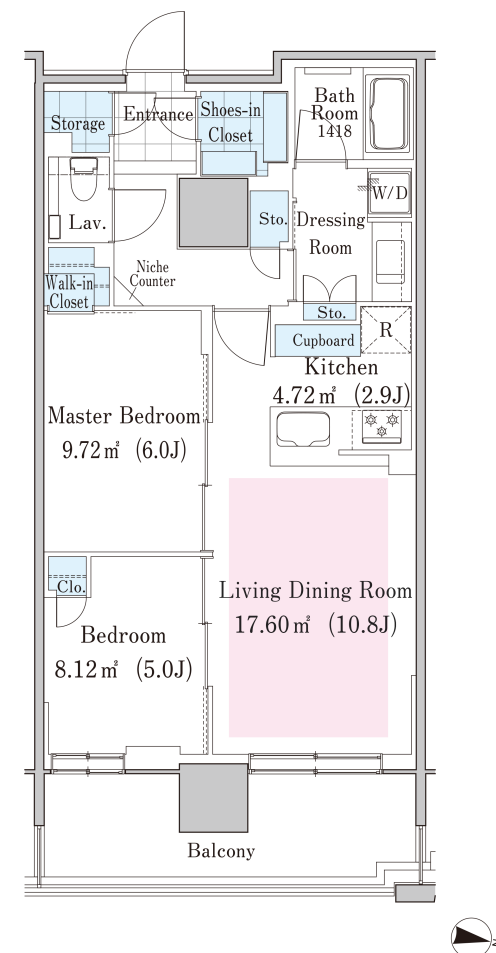 Storage
Entrance
Shoes-in
Closet
Bath
Room
1418
Lav.
Sto.
Dressing
Room
W/D
Walk-in
Closet
Niche
Counter
Sto.
Cupboard
R
Kitchen
4.72㎡ (2.9J)
Master Bedroom
9.72㎡ (6.0J)
Living Dining Room
17.60㎡ (10.8J)
Clo.
Bedroom
8.12㎡ (5.0J)
Balcony
N